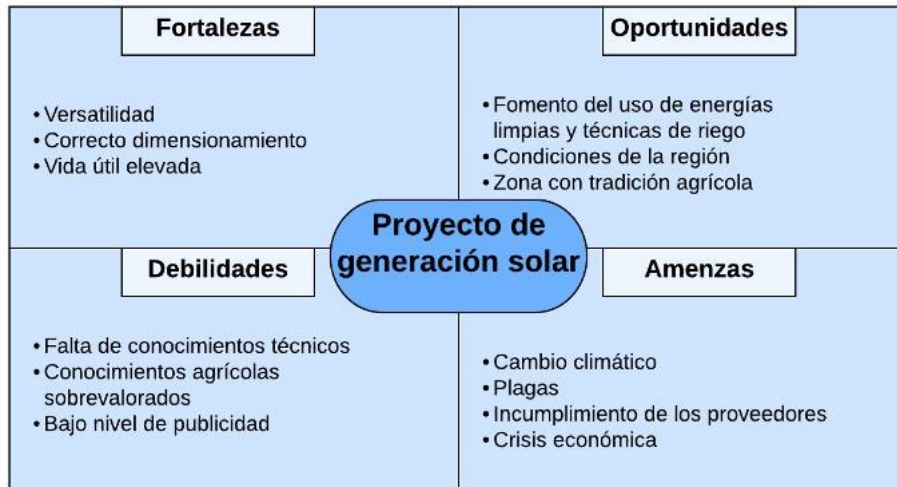 Fortalezas
• Versatilidad
• Correcto dimensionamiento
• Vida útil elevada
Oportunidades
• Fomento del uso de energías
limpias y técnicas de riego
• Condiciones de la región
• Zona con tradición agrícola
Proyecto de
generación solar
Debilidades
• Falta de conocimientos técnicos
• Conocimientos agrícolas
sobrevalorados
• Bajo nivel de publicidad
Amenzas
• Cambio climático
• Plagas
• Incumplimiento de los proveedores
• Crisis económica